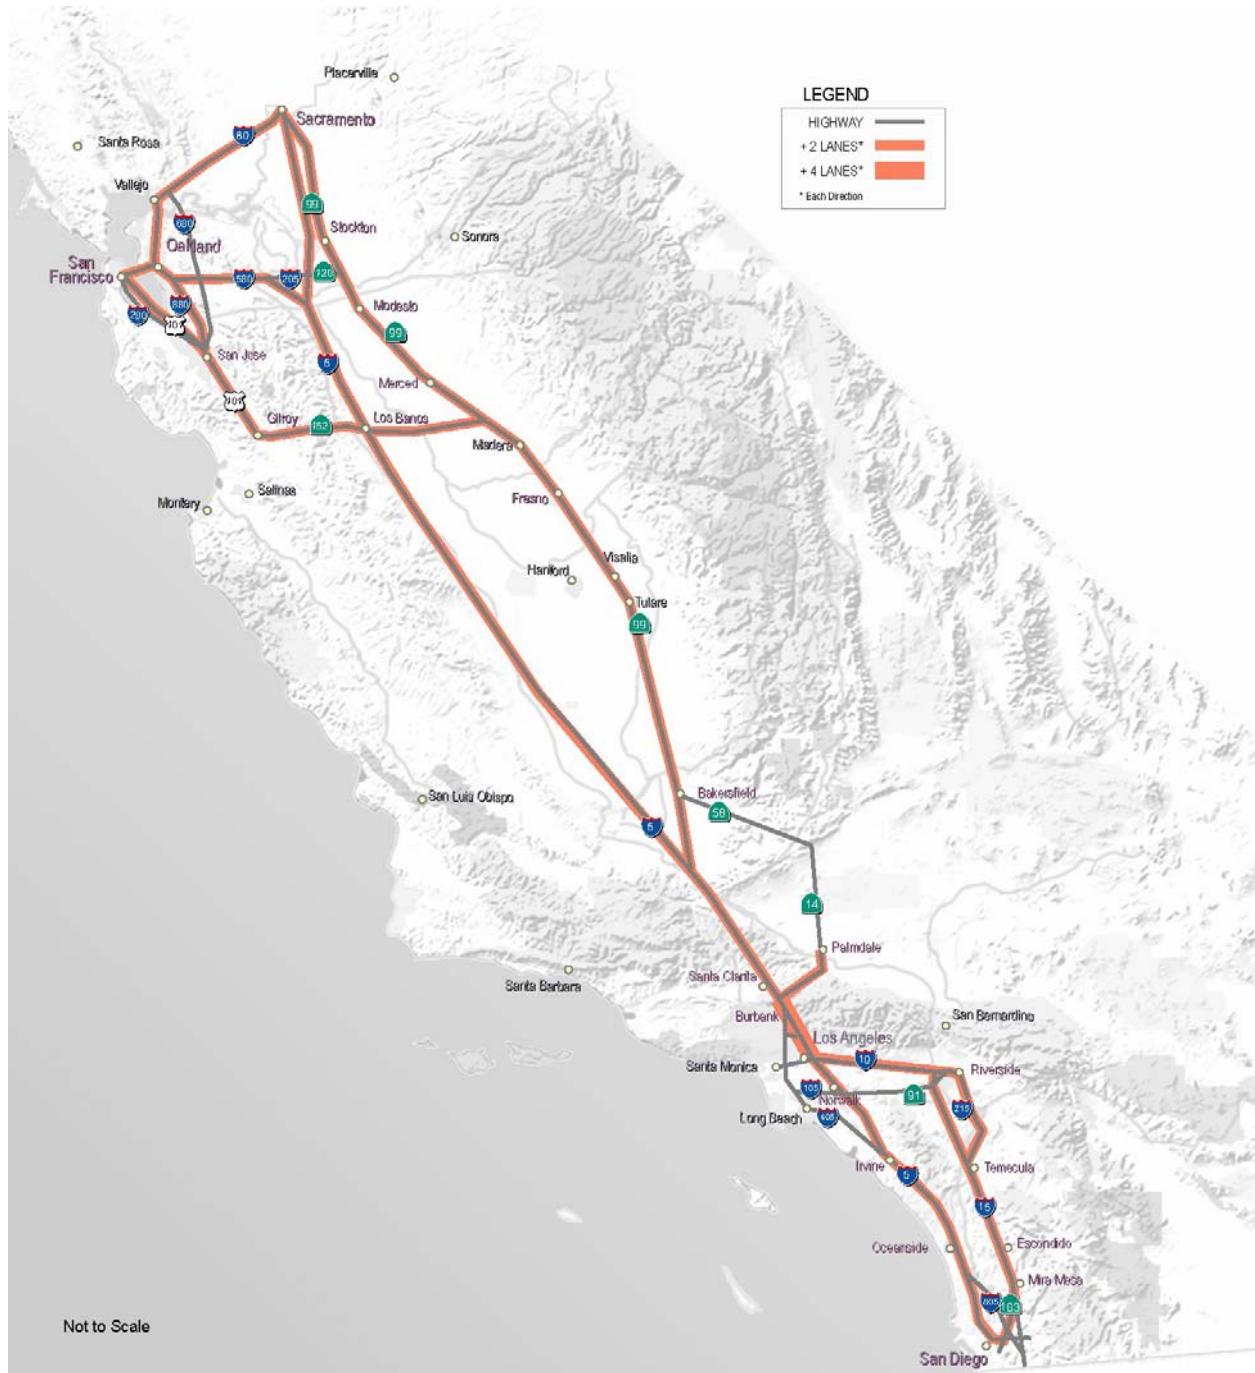 Placerville
LEGEND
HIGHWAY
+ 2 LANES*
+ 4 LANES*
* Each Direction
Sacramento
80
Santa Rosa
Vallejo
99
680
Stockton
Sonora
Oakland
San
Francisco
580
205
120
880
280
101
Modesto
99
San Jose
5
Merced
101
Gilroy
152
Los Banos
Madera
Salinas
Montery
Fresno
Visalia
Hanford
Tulare
99
Bakersfield
San Luis Obispo
58
5
14
Palmdale
Santa Clarita
Santa Barbara
Burbank
San Bernardino
Los Angeles
Santa Monica
10
Riverside
105
Norwalk
91
215
Long Beach
405
Irvine
5
Temecula
15
Oceanside
Escondido
Mira Mesa
805
163
Not to Scale
San Diego